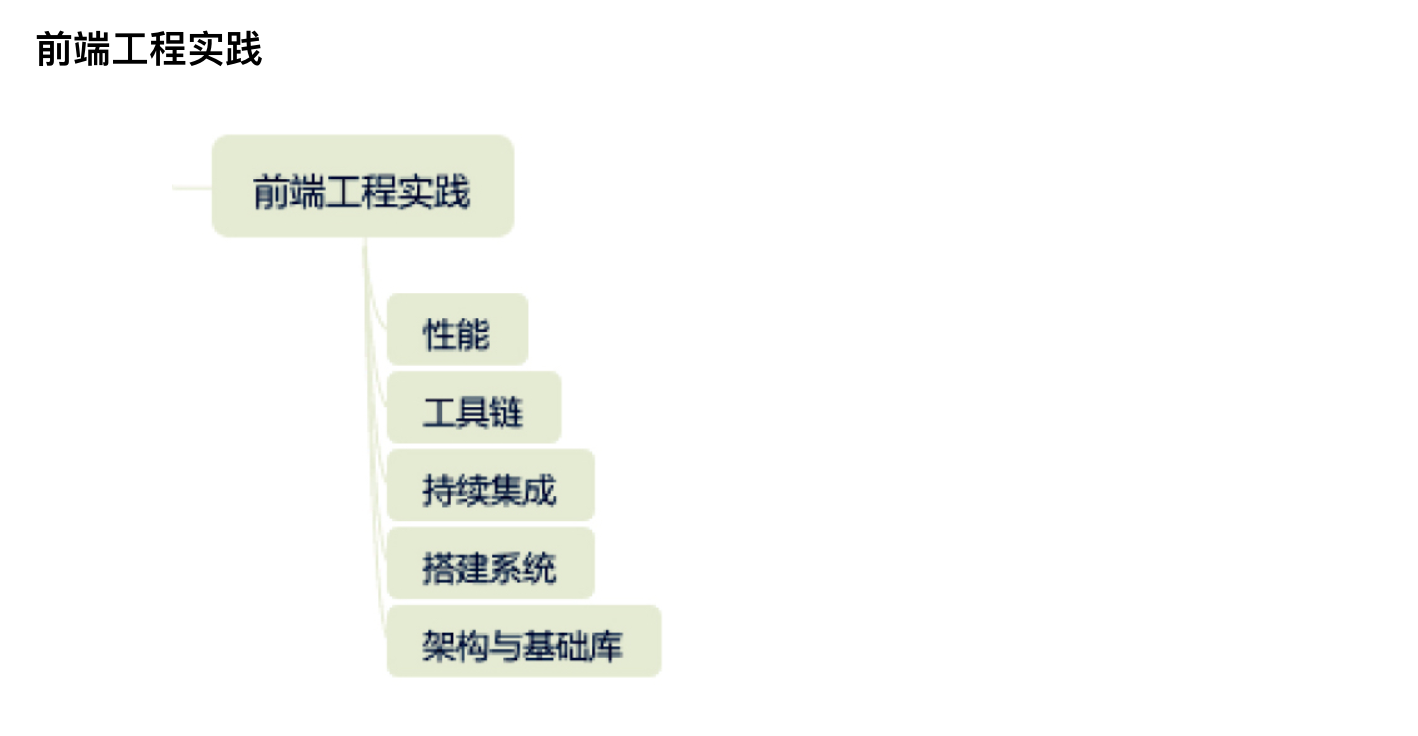 前端工程实践
前端工程实践
性能
工具链
持续集成
搭建系统
架构与基础库